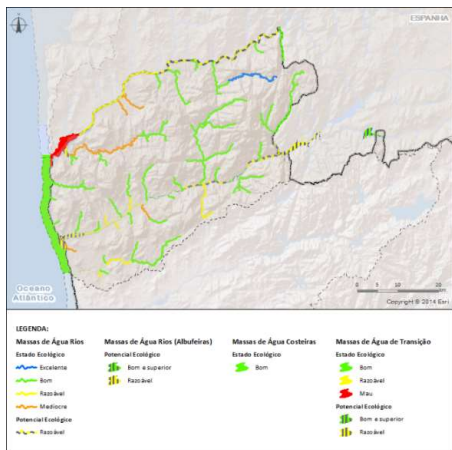 ESPANHA
Oceano
Atlântico
0 5 10 20
km
Copyright © 2014 Esri
LEGENDA:
Massas de Água Rios
Estado Ecológico
Excelente
Bom
Razoável
Medíocre
Potencial Ecológico
Razoável
Massas de Água Rios (Albufeiras)
Potencial Ecológico
Bom e superior
Razoável
Massas de Água Costeiras
Estado Ecológico
Bom
Massas de Água de Transição
Estado Ecológico
Bom
Razoável
Mau
Potencial Ecológico
Bom e superior
Razoável